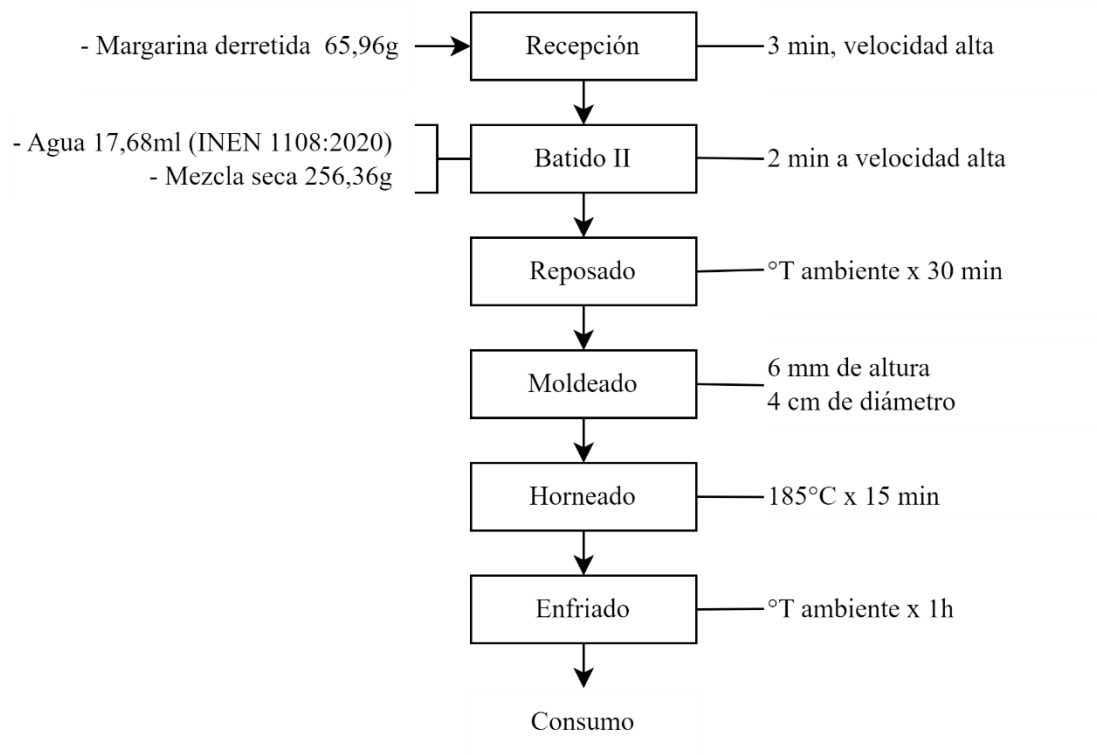 - Margarina derretida 65,96g
Recepción
3 min, velocidad alta
- Agua 17,68ml (INEN 1108:2020)
- Mezcla seca 256,36g
Batido II
2 min a velocidad alta
Reposado
°T ambiente x 30 min
Moldeado
6 mm de altura
4 cm de diámetro
Horneado
185°C x 15 min
Enfriado
°T ambiente x 1h
Consumo